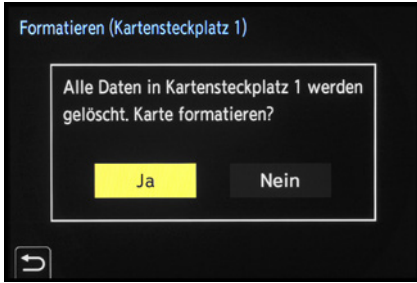 Formatieren (Kartensteckplatz 1)
Alle Daten in Kartensteckplatz 1 werden
gelöscht. Karte formatieren?
Ja
Nein